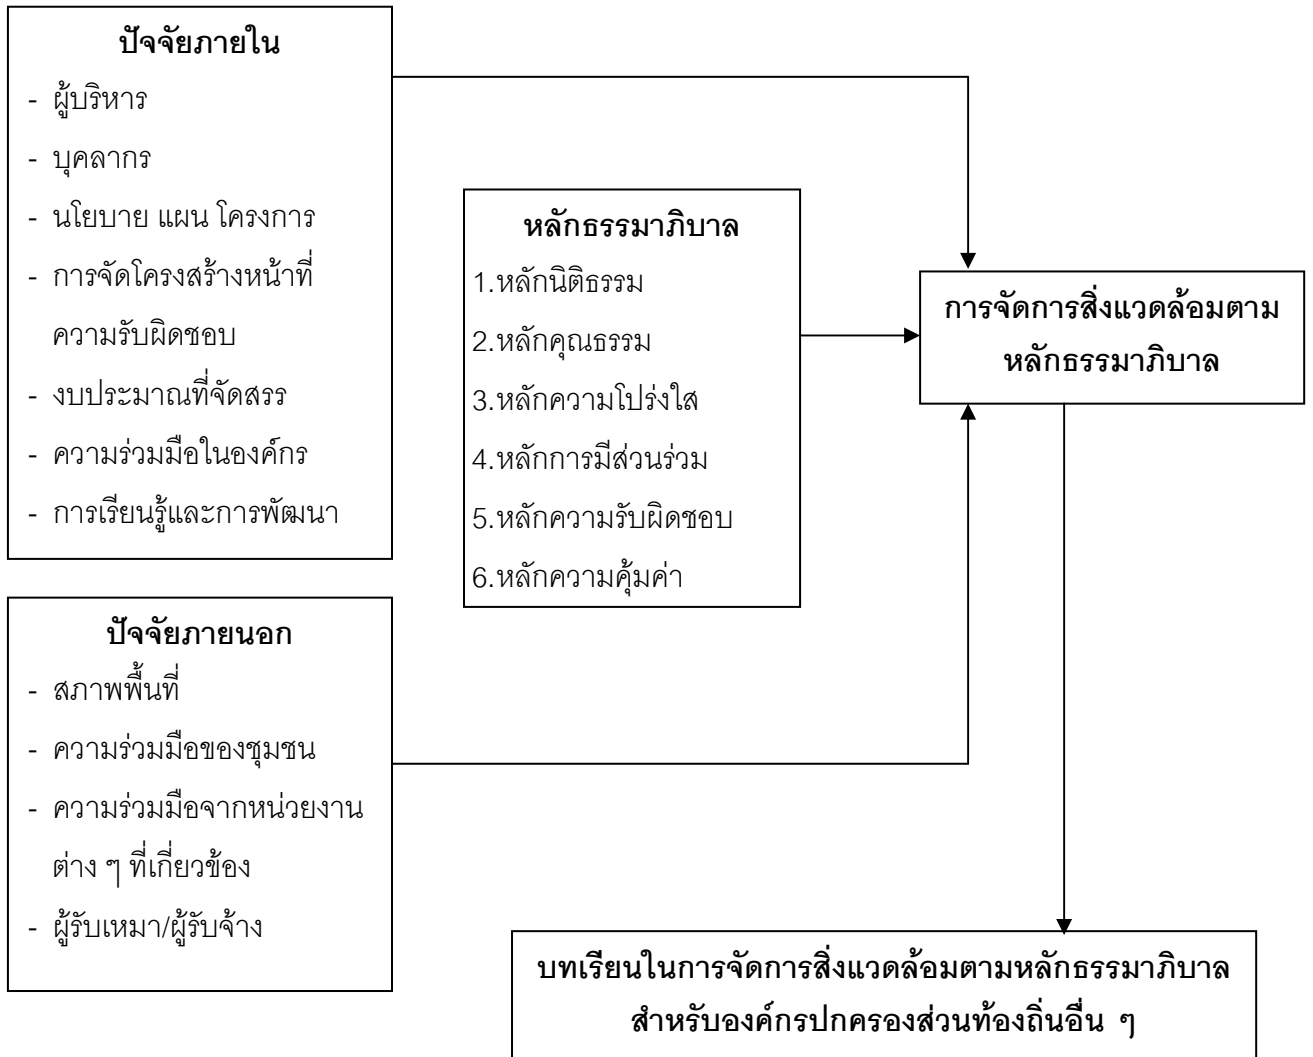 ปัจจัยภายใน
- ผู้บริหาร
- บุคลากร
- นโยบาย แผน โครงการ
- การจัดโครงสร้างหน้าที่
ความรับผิดชอบ
- งบประมาณที่จัดสรร
- ความร่วมมือในองค์กร
- การเรียนรู้และการพัฒนา
ปัจจัยภายนอก
- สภาพพื้นที่
- ความร่วมมือของชุมชน
- ความร่วมมือจากหน่วยงาน
ต่าง ๆ ที่เกี่ยวข้อง
- ผู้รับเหมา/ผู้รับจ้าง
หลักธรรมาภิบาล
1.หลักนิติธรรม
2.หลักคุณธรรม
3.หลักความโปร่งใส
4.หลักการมีส่วนร่วม
5.หลักความรับผิดชอบ
6.หลักความคุ้มค่า
การจัดการสิ่งแวดล้อมตาม
หลักธรรมาภิบาล
บทเรียนในการจัดการสิ่งแวดล้อมตามหลักธรรมาภิบาล
สำหรับองค์กรปกครองส่วนท้องถิ่นอื่น ๆ